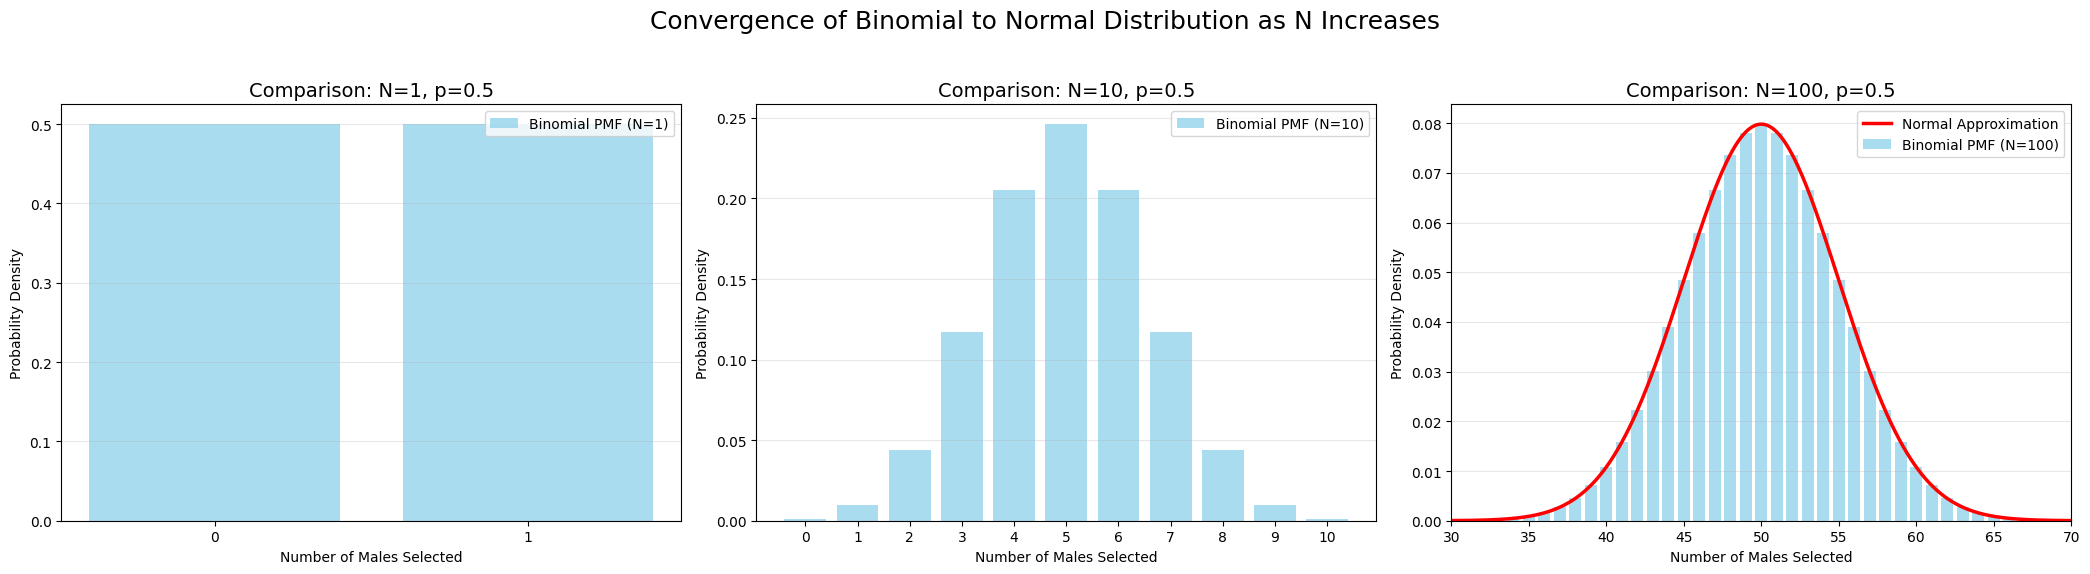 Convergence of Binomial to Normal Distribution as N Increases
Comparison: N=1, p=0.5
Binomial PMF (N=1)
Probability Density
0.5
0.4
0.3
0.2
0.1
0.0
0 1
Number of Males Selected
Comparison: N=10, p=0.5
Binomial PMF (N=10)
Probability Density
0.25
0.20
0.15
0.10
0.05
0.00
0 1 2 3 4 5 6 7 8 9 10
Number of Males Selected
Comparison: N=100, p=0.5
Normal Approximation
Binomial PMF (N=100)
Probability Density
0.08
0.07
0.06
0.05
0.04
0.03
0.02
0.01
0.00
30 35 40 45 50 55 60 65 70
Number of Males Selected